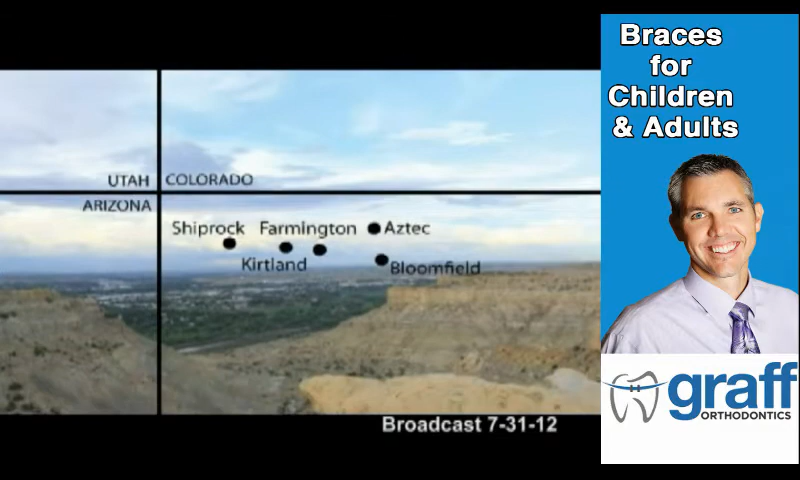 Braces
for
Children
& Adults
UTAH
COLORADO
ARIZONA
Shiprock
Farmington
Aztec
Kirtland
Bloomfield
Broadcast 7-31-12
graff
ORTHODONTICS